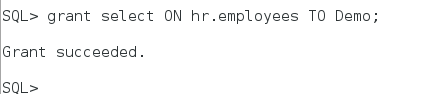 SQL> grant select ON hr.employees TO Demo;
Grant succeeded.
SQL>